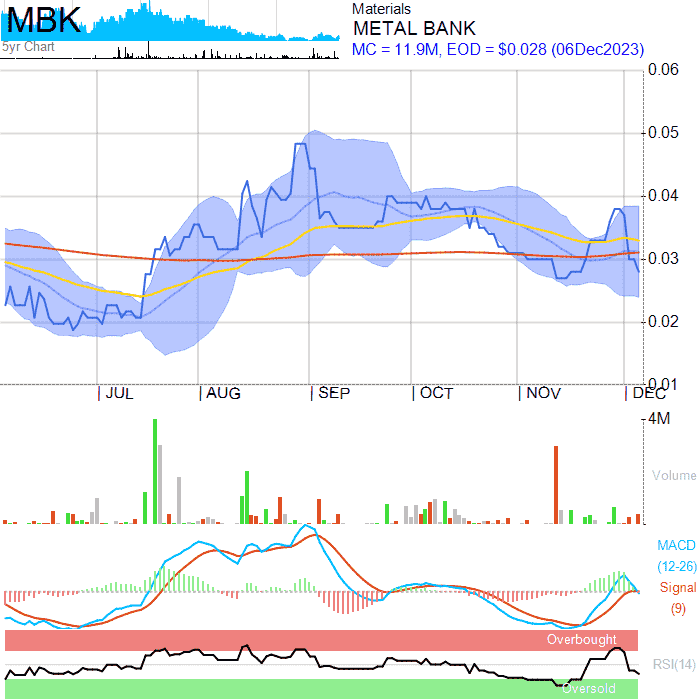 MBK
5yr Chart
Materials
METAL BANK
MC = 11.9M, EOD = $0.028 (06Dec2023)
0.06
0.05
0.04
0.03
0.02
0.01
JUL AUG SEP OCT NOV DEC
4M
Volume
MACD
(12-26)
Signal
(9)
Overbought
RSI(14)
Oversold